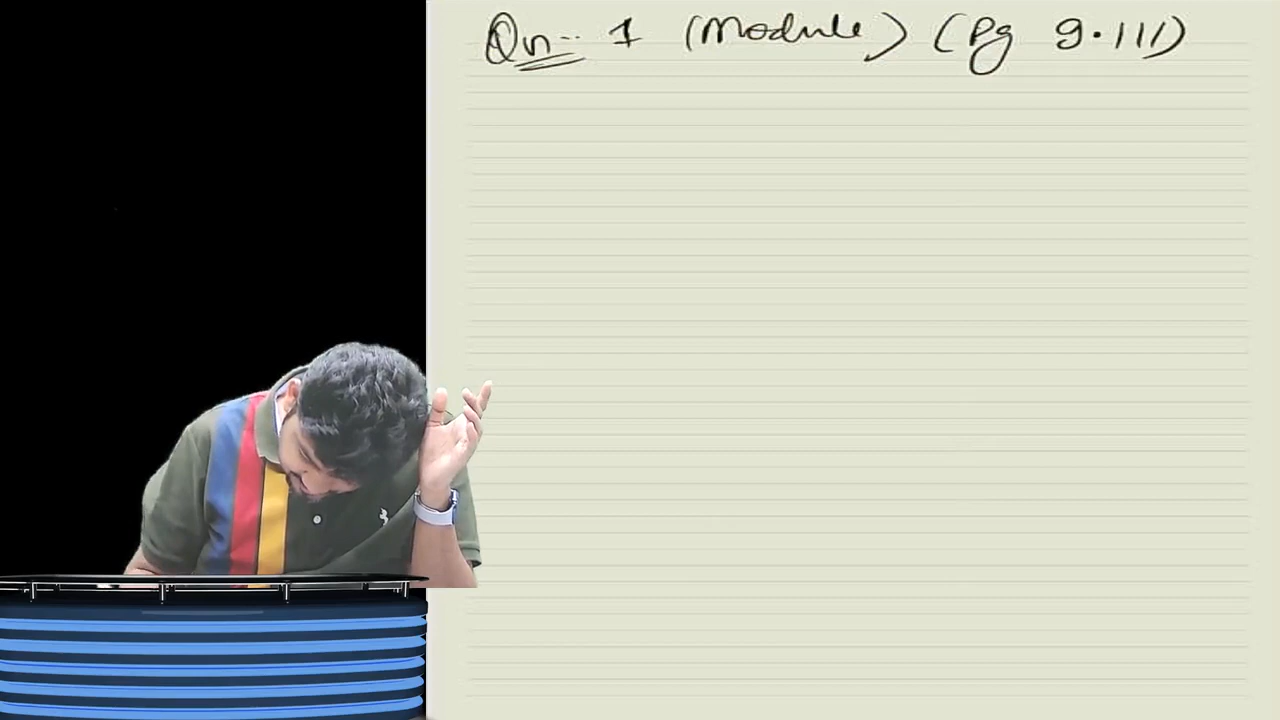 Qn:- 1 (Module) (Pg 9.111)